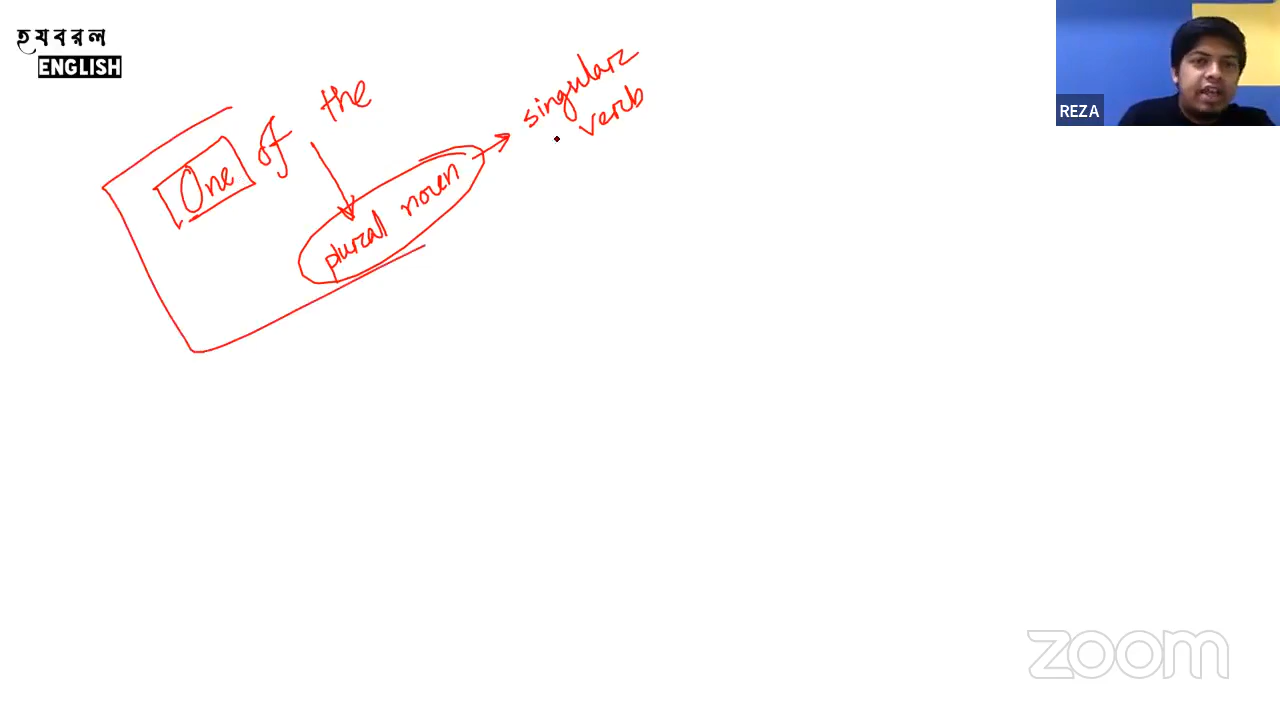 হযবরল
ENGLISH
One of the
plural noun
singular
verb
REZA
zoom